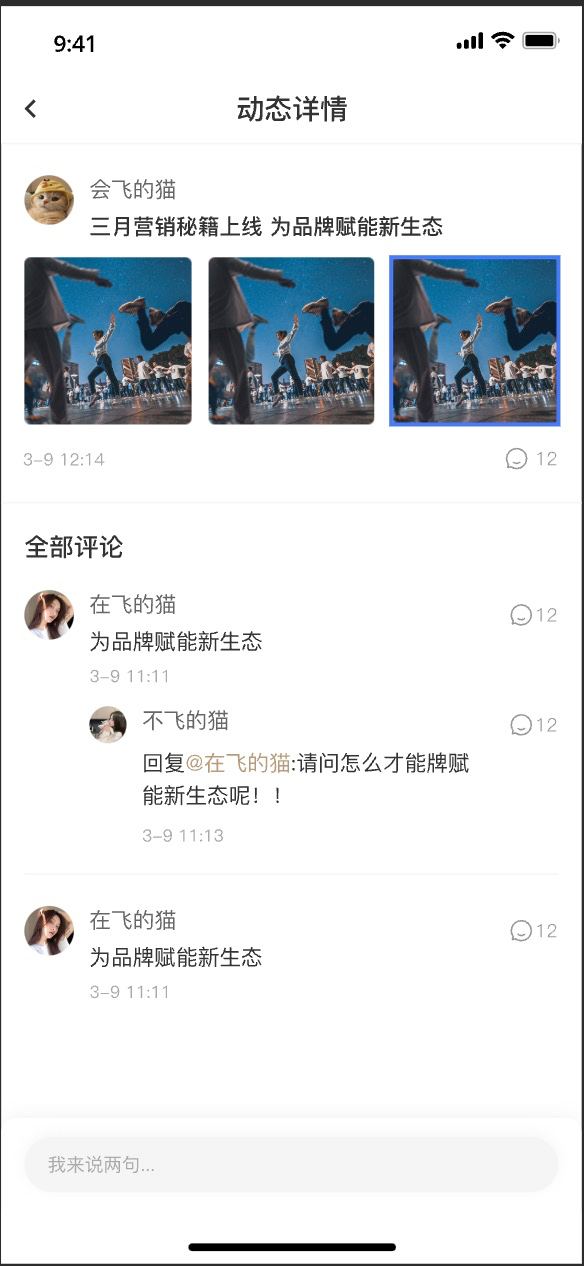 9:41
动态详情
会飞的猫
三月营销秘籍上线 为品牌赋能新生态
3-9 12:14
12
全部评论
在飞的猫
12
为品牌赋能新生态
3-9 11:11
不飞的猫
12
回复@在飞的猫:请问怎么才能牌赋
能新生态呢！！
3-9 11:13
在飞的猫
12
为品牌赋能新生态
3-9 11:11
我来说两句...